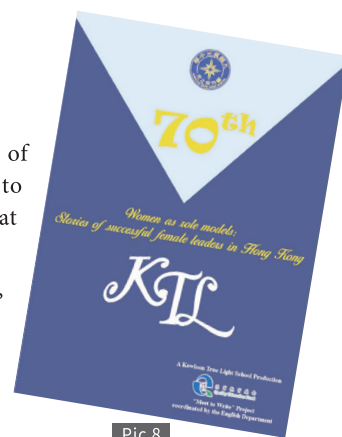 of
to
at
,
70th
Women as role models:
Stories of successful female leaders in Hong Kong
KTL
A Kowloon True Light School Production
"Meet to Write" Project
coordinated by the English Department
Pic 8